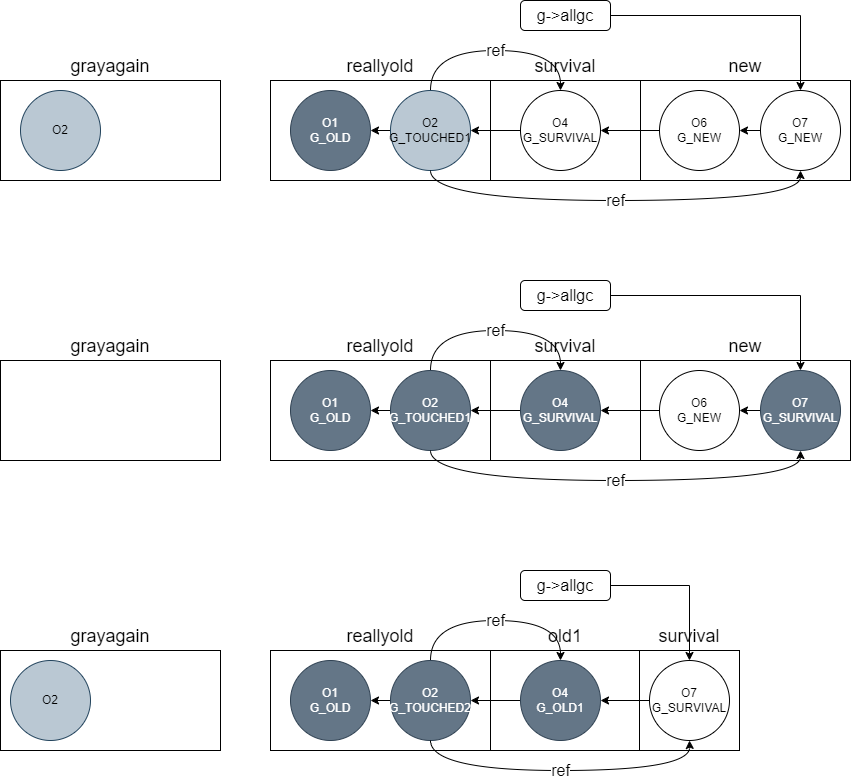 g->allgc
grayagain
reallyold
ref
survival
new
O2
O1
G_OLD
O2
G_TOUCHED1
O4
G_SURVIVAL
O6
G_NEW
O7
G_NEW
ref
g->allgc
grayagain
reallyold
ref
survival
new
O1
G_OLD
O2
G_TOUCHED1
O4
G_SURVIVAL
O6
G_NEW
O7
G_SURVIVAL
ref
g->allgc
grayagain
reallyold
ref
old1
survival
O2
O1
G_OLD
O2
G_TOUCHED2
O4
G_OLD1
O7
G_SURVIVAL
ref